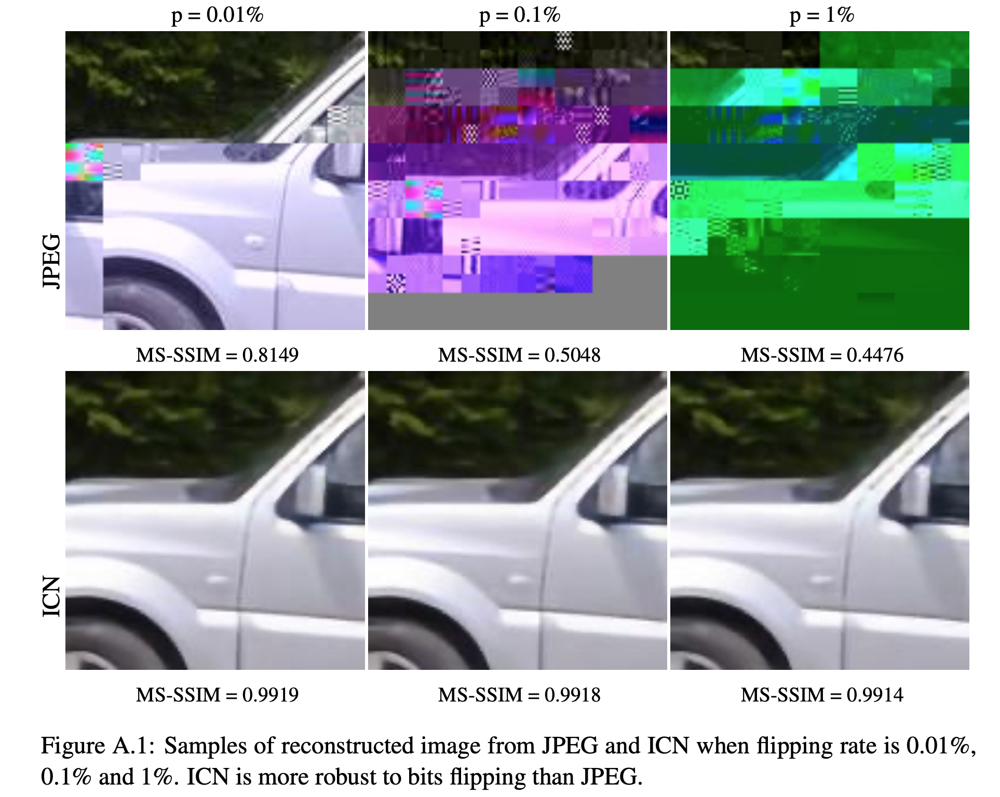 p = 0.01% p = 0.1% p = 1%
JPEG
MS-SSIM = 0.8149 MS-SSIM = 0.5048 MS-SSIM = 0.4476
ICN
MS-SSIM = 0.9919 MS-SSIM = 0.9918 MS-SSIM = 0.9914
Figure A.1: Samples of reconstructed image from JPEG and ICN when flipping rate is 0.01%,
0.1% and 1%. ICN is more robust to bits flipping than JPEG.